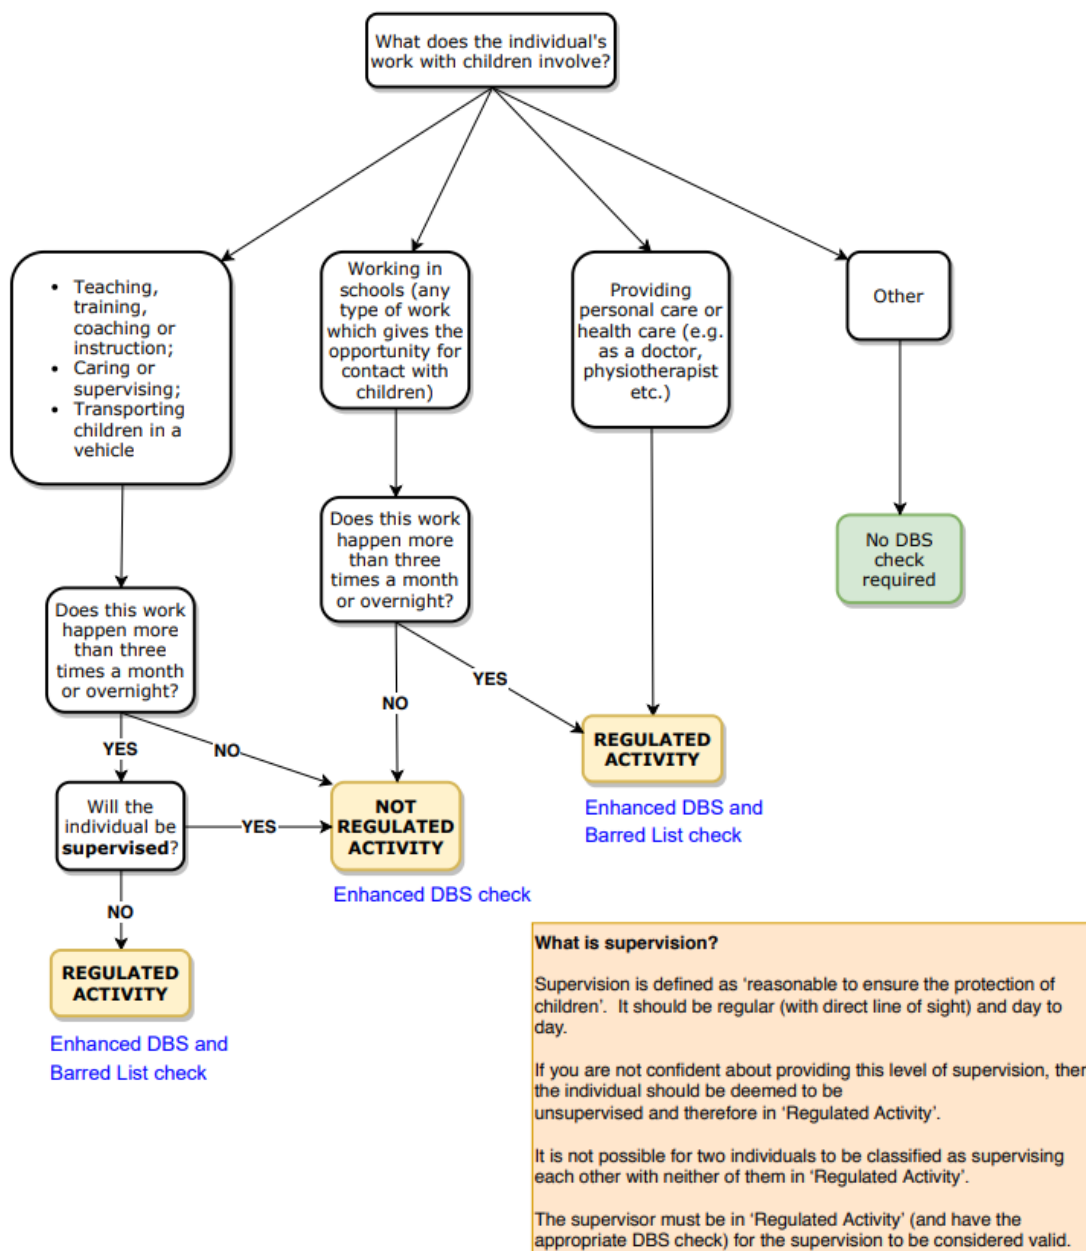 What does the individual's
work with children involve?
• Teaching,
training,
coaching or
instruction;
• Caring or
supervising;
• Transporting
children in a
vehicle
Working in
schools (any
type of work
which gives the
opportunity for
contact with
children)
Providing
personal care or
health care (e.g.
as a doctor,
physiotherapist
etc.)
Other
Does this work
happen more
than three
times a month
or overnight?
No DBS
check
required
Does this work
happen more
than three
times a month
or overnight?
YES
NO
YES
NO
REGULATED
ACTIVITY
Enhanced DBS and
Barred List check
Will the
individual be
supervised?
YES
NOT
REGULATED
ACTIVITY
Enhanced DBS check
NO
REGULATED
ACTIVITY
Enhanced DBS and
Barred List check
What is supervision?
Supervision is defined as ‘reasonable to ensure the protection of
children’. It should be regular (with direct line of sight) and day to
day.
If you are not confident about providing this level of supervision, then
the individual should be deemed to be
unsupervised and therefore in ‘Regulated Activity’.
It is not possible for two individuals to be classified as supervising
each other with neither of them in ‘Regulated Activity’.
The supervisor must be in ‘Regulated Activity’ (and have the
appropriate DBS check) for the supervision to be considered valid.